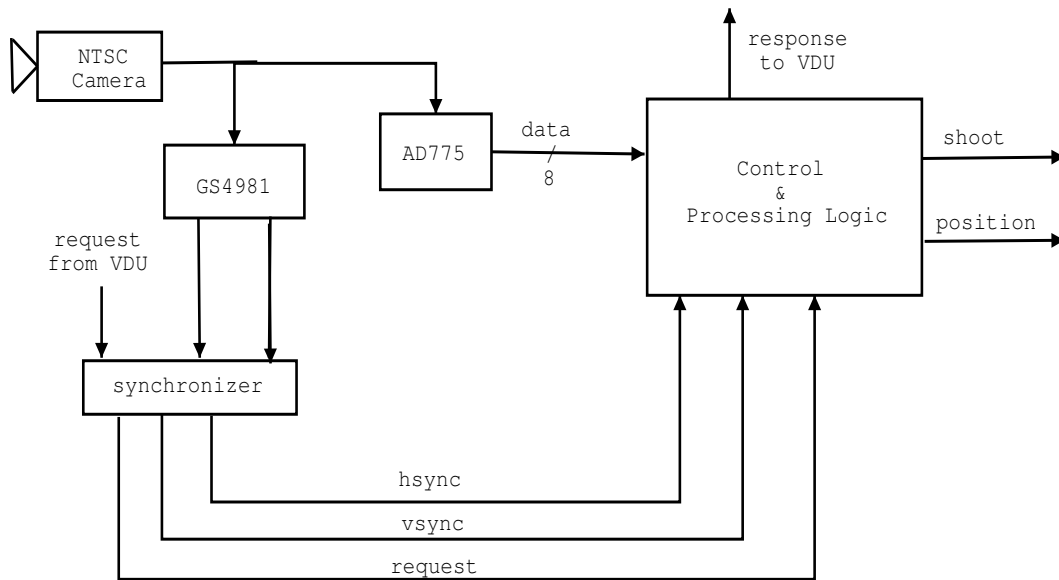 NTSC
Camera
response
to VDU
data
8
AD775
shoot
GS4981
Control
&
Processing Logic
position
request
from VDU
synchronizer
hsync
vsync
request